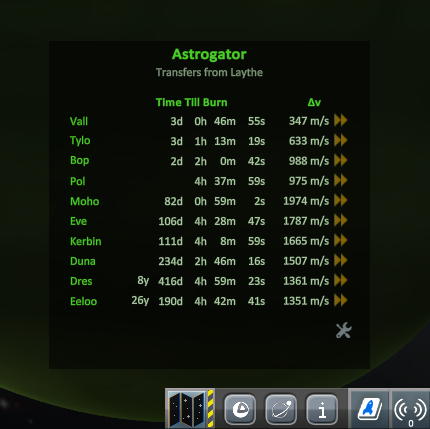 Astrogator
Transfers from Laythe
Time Till Burn Δv
Vall 3d 0h 46m 55s 347 m/s
Tylo 3d 1h 13m 19s 633 m/s
Bop 2d 2h 0m 42s 988 m/s
Pol 4h 37m 59s 975 m/s
Moho 82d 0h 59m 2s 1974 m/s
Eve 106d 4h 28m 47s 1787 m/s
Kerbin 111d 4h 8m 59s 1665 m/s
Duna 234d 2h 46m 16s 1507 m/s
Dres 8y 416d 4h 59m 23s 1361 m/s
Eeloo 26y 190d 4h 42m 41s 1351 m/s
i
0